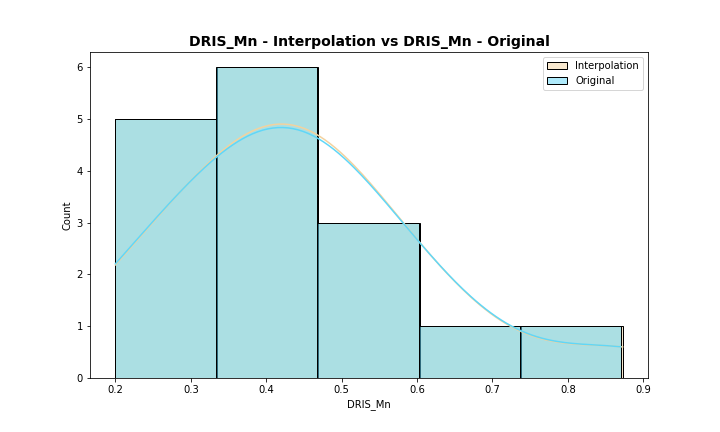 DRIS_Mn - Interpolation vs DRIS_Mn - Original
Interpolation
Original
6
5
4
3
2
1
0
Count
0.2 0.3 0.4 0.5 0.6 0.7 0.8 0.9
DRIS_Mn